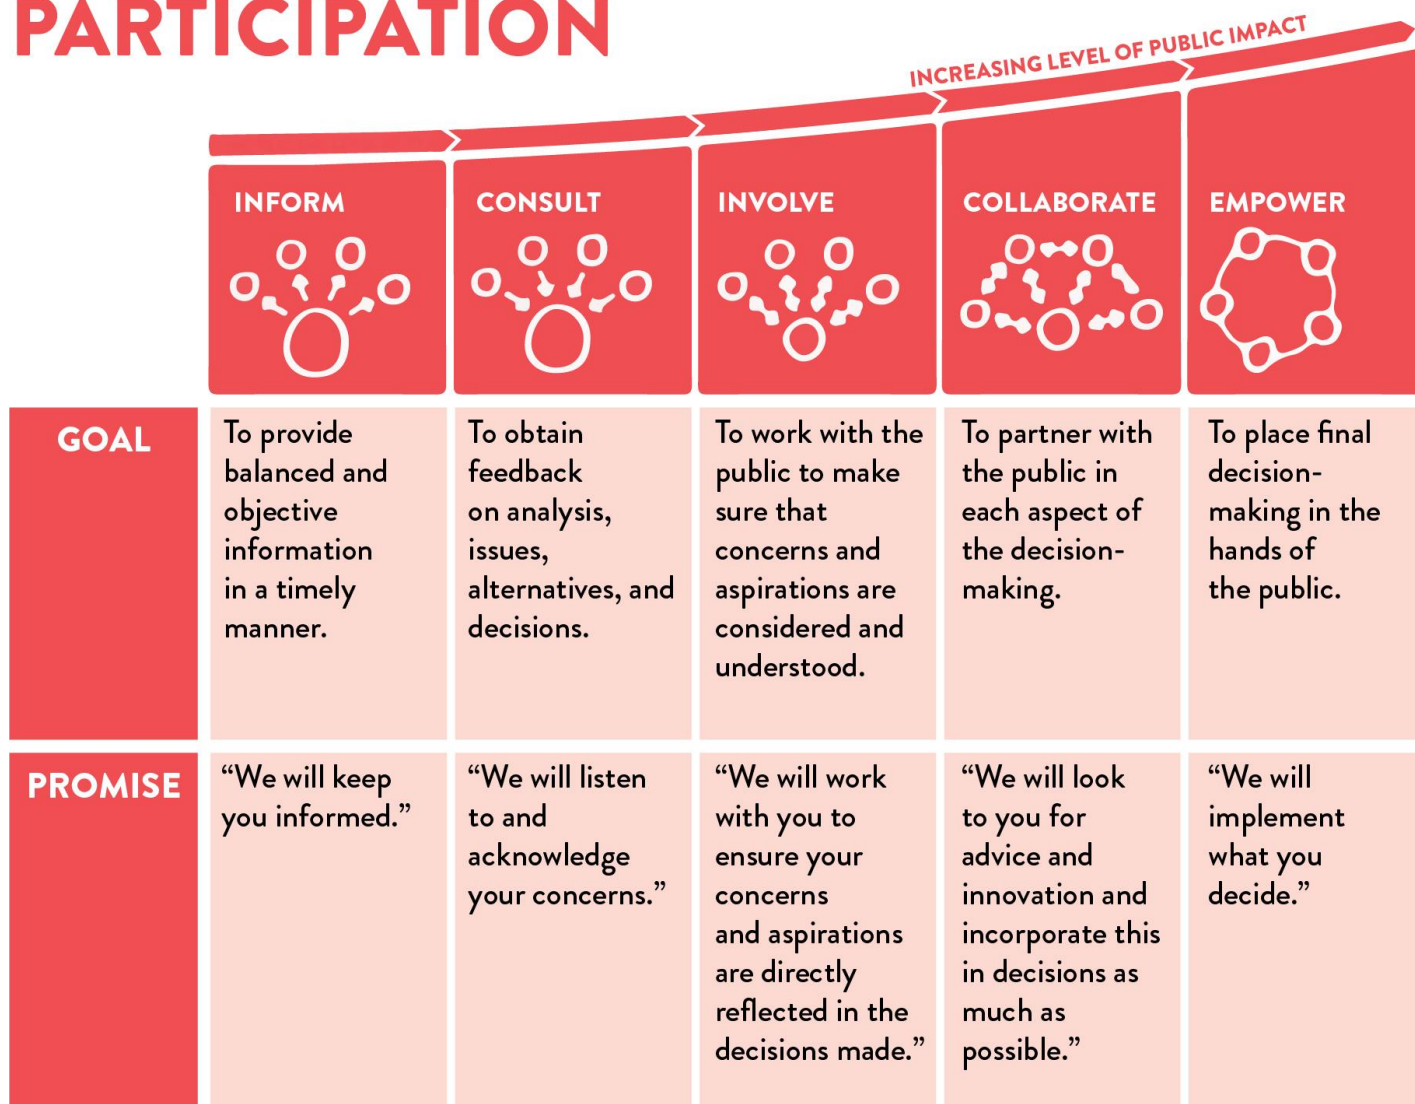 PARTICIPATION
INCREASING LEVEL OF PUBLIC IMPACT
INFORM
CONSULT
INVOLVE
COLLABORATE
EMPOWER
GOAL
To provide
balanced and
objective
information
in a timely
manner.
To obtain
feedback
on analysis,
issues,
alternatives, and
decisions.
To work with the
public to make
sure that
concerns and
aspirations are
considered and
understood.
To partner with
the public in
each aspect of
the decision-
making.
To place final
decision-
making in the
hands of
the public.
PROMISE
“We will keep
you informed.”
“We will listen
to and
acknowledge
your concerns.”
“We will work
with you to
ensure your
concerns
and aspirations
are directly
reflected in the
decisions made.”
“We will look
to you for
advice and
innovation and
incorporate this
in decisions as
much as
possible.”
“We will
implement
what you
decide.”